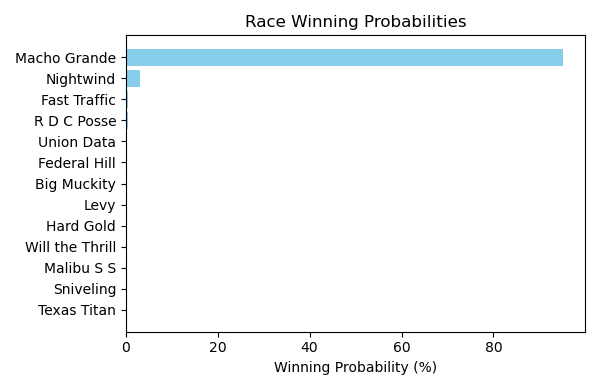 Race Winning Probabilities
Macho Grande
Nightwind
Fast Traffic
R D C Posse
Union Data
Federal Hill
Big Muckity
Levy
Hard Gold
Will the Thrill
Malibu S S
Sniveling
Texas Titan
0 20 40 60 80
Winning Probability (%)